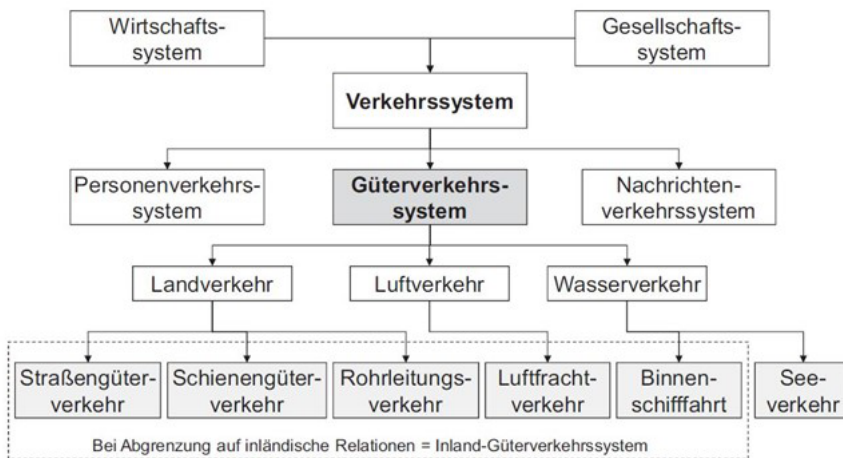 Wirtschafts-
system
Gesellschafts-
system
Verkehrssystem
Personenverkehrs-
system
Güterverkehrs-
system
Nachrichten-
verkehrssystem
Landverkehr
Luftverkehr
Wasserverkehr
Straßengüter-
verkehr
Schienengüter-
verkehr
Rohrleitungs-
verkehr
Luftfracht-
verkehr
Binnen-
schifffahrt
See-
verkehr
Bei Abgrenzung auf inländische Relationen = Inland-Güterverkehrssystem